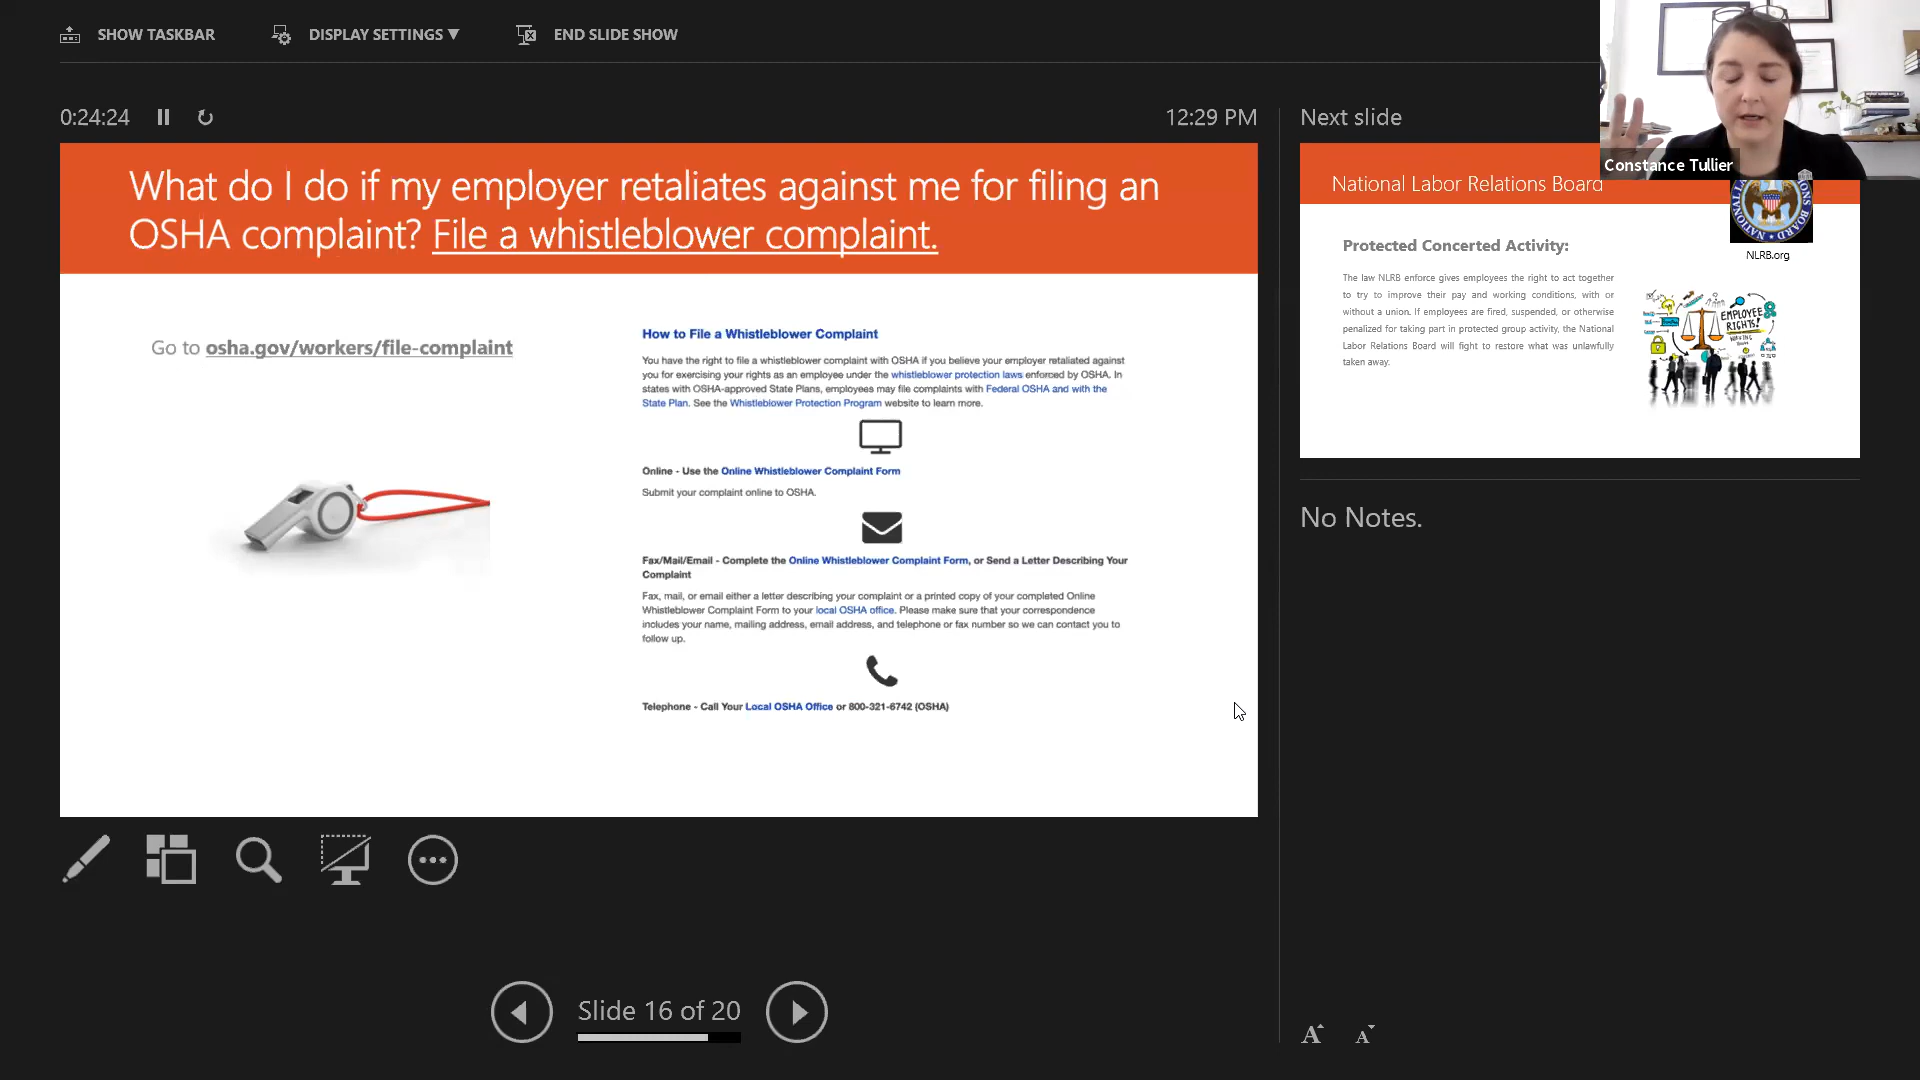 SHOW TASKBAR
DISPLAY SETTINGS ▼
END SLIDE SHOW
Constance Tullier
0:24:24
12:29 PM
Next slide
What do I do if my employer retaliates against me for filing an
OSHA complaint? File a whistleblower complaint.
Go to osha.gov/workers/file-complaint
How to File a Whistleblower Complaint
You have the right to file a whistleblower complaint with OSHA if you believe your employer retaliated against
you for exercising your rights as an employee under the whistleblower protection laws enforced by OSHA. In
states with OSHA-approved State Plans, employees may file complaints with Federal OSHA and with the
State Plan. See the Whistleblower Protection Program website to learn more.
Online - Use the Online Whistleblower Complaint Form
Submit your complaint online to OSHA.
Fax/Mail/Email - Complete the Online Whistleblower Complaint Form, or Send a Letter Describing Your
Complaint
Fax, mail, or email either a letter describing your complaint or a printed copy of your completed Online
Whistleblower Complaint Form to your local OSHA office. Please make sure that your correspondence
includes your name, mailing address, email address, and telephone or fax number so we can contact you to
follow up.
Telephone - Call Your Local OSHA Office or 800-321-6742 (OSHA)
National Labor Relations Board
NLRB.org
Protected Concerted Activity:
The law NLRB enforce gives employees the right to act together
to try to improve their pay and working conditions, with or
without a union. If employees are fired, suspended, or otherwise
penalized for taking part in protected group activity, the National
Labor Relations Board will fight to restore what was unlawfully
taken away.
EMPLOYEE
RIGHTS!
No Notes.
Slide 16 of 20
A
A